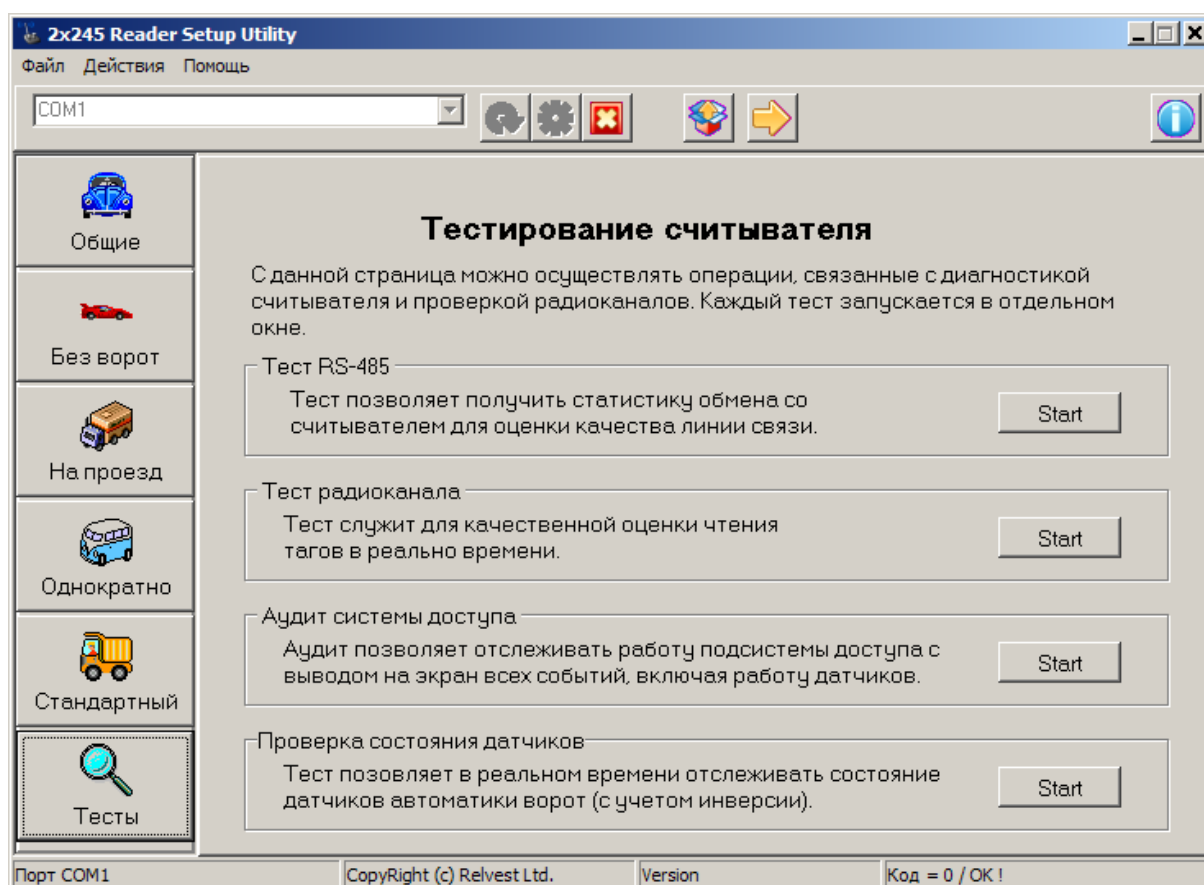 2x245 Reader Setup Utility
Файл Действия Помощь
COM1
Общие
Без ворот
На проезд
Однократно
Стандартный
Тесты
Тестирование считывателя
С данной страница можно осуществлять операции, связанные с диагностикой
считывателя и проверкой радиоканалов. Каждый тест запускается в отдельном
окне.
Тест RS-485
Тест позволяет получить статистику обмена со
считывателем для оценки качества линии связи.
Start
Тест радиоканала
Тест служит для качественной оценки чтения
тагов в реально времени.
Start
Аудит системы доступа
Аудит позволяет отслеживать работу подсистемы доступа с
выводом на экран всех событий, включая работу датчиков.
Start
Проверка состояния датчиков
Тест позовляет в реальном времени отслеживать состояние
датчиков автоматики ворот (с учетом инверсии).
Start
Порт COM1 CopyRight (c) Relvest Ltd. Version Код = 0 / OK !